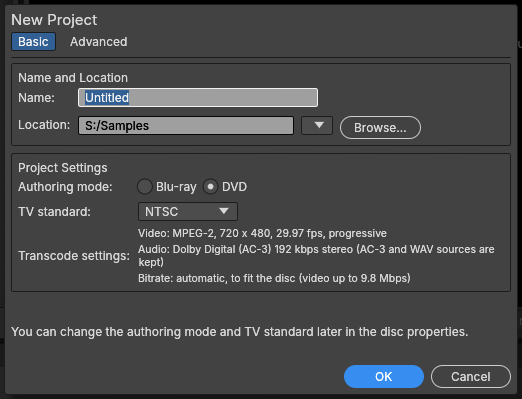 New Project
Basic
Advanced
Name and Location
Name:
Untitled
Location:
S:/Samples
Browse...
Project Settings
Authoring mode:
Blu-ray
DVD
TV standard:
NTSC
Transcode settings:
Video: MPEG-2, 720 x 480, 29.97 fps, progressive
Audio: Dolby Digital (AC-3) 192 kbps stereo (AC-3 and WAV sources are
kept)
Bitrate: automatic, to fit the disc (video up to 9.8 Mbps)
You can change the authoring mode and TV standard later in the disc properties.
OK
Cancel